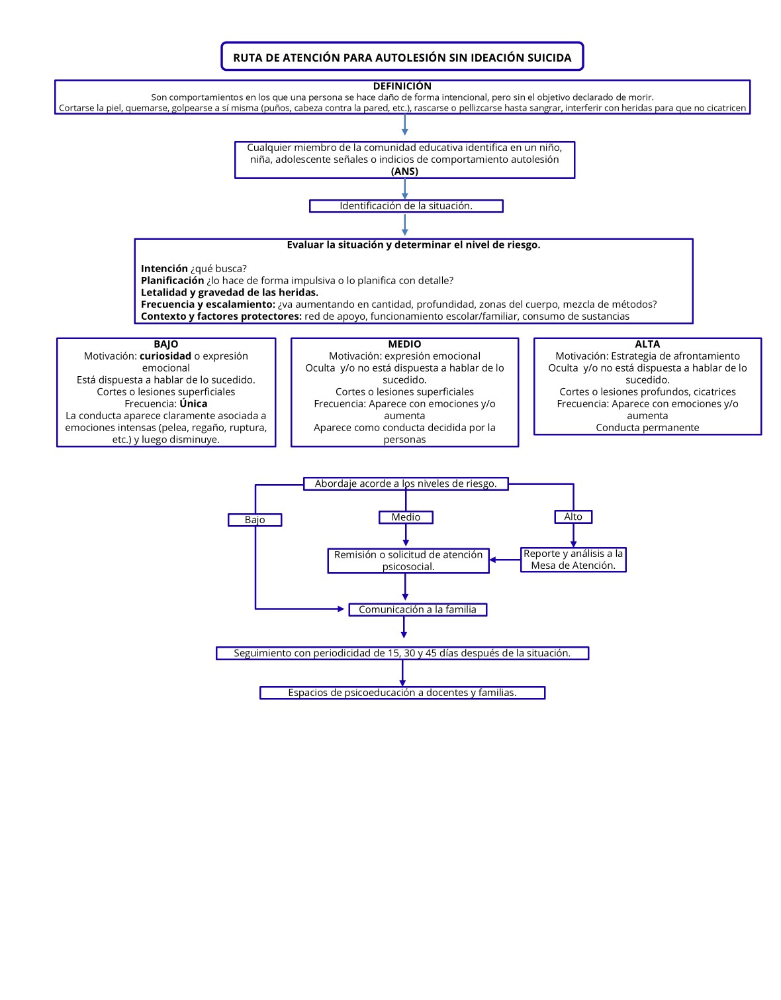 RUTA DE ATENCIÓN PARA AUTOLESIÓN SIN IDEACIÓN SUICIDA
DEFINICIÓN
Son comportamientos en los que una persona se hace daño de forma intencional, pero sin el objetivo declarado de morir.
Cortarse la piel, quemarse, golpearse a sí misma (puños, cabeza contra la pared, etc.), rascarse o pellizcarse hasta sangrar, interferir con heridas para que no cicatricen
Cualquier miembro de la comunidad educativa identifica en un niño,
niña, adolescente señales o indicios de comportamiento autolesión
(ANS)
Identificación de la situación.
Evaluar la situación y determinar el nivel de riesgo.
Intención ¿qué busca?
Planificación ¿lo hace de forma impulsiva o lo planifica con detalle?
Letalidad y gravedad de las heridas.
Frecuencia y escalamiento: ¿va aumentando en cantidad, profundidad, zonas del cuerpo, mezcla de métodos?
Contexto y factores protectores: red de apoyo, funcionamiento escolar/familiar, consumo de sustancias
BAJO
Motivación: curiosidad o expresión
emocional
Está dispuesta a hablar de lo sucedido.
Cortes o lesiones superficiales
Frecuencia: Única
La conducta aparece claramente asociada a
emociones intensas (pelea, regaño, ruptura,
etc.) y luego disminuye.
MEDIO
Motivación: expresión emocional
Oculta  y/o no está dispuesta a hablar de lo
sucedido.
Cortes o lesiones superficiales
Frecuencia: Aparece con emociones y/o
aumenta
Aparece como conducta decidida por la
personas
ALTA
Motivación: Estrategia de afrontamiento
Oculta  y/o no está dispuesta a hablar de lo
sucedido.
Cortes o lesiones profundos, cicatrices
Frecuencia: Aparece con emociones y/o
aumenta
Conducta permanente
Abordaje acorde a los niveles de riesgo.
Bajo
Medio
Alto
Remisión o solicitud de atención
psicosocial.
Reporte y análisis a la
Mesa de Atención.
Comunicación a la familia
Seguimiento con periodicidad de 15, 30 y 45 días después de la situación.
Espacios de psicoeducación a docentes y familias.